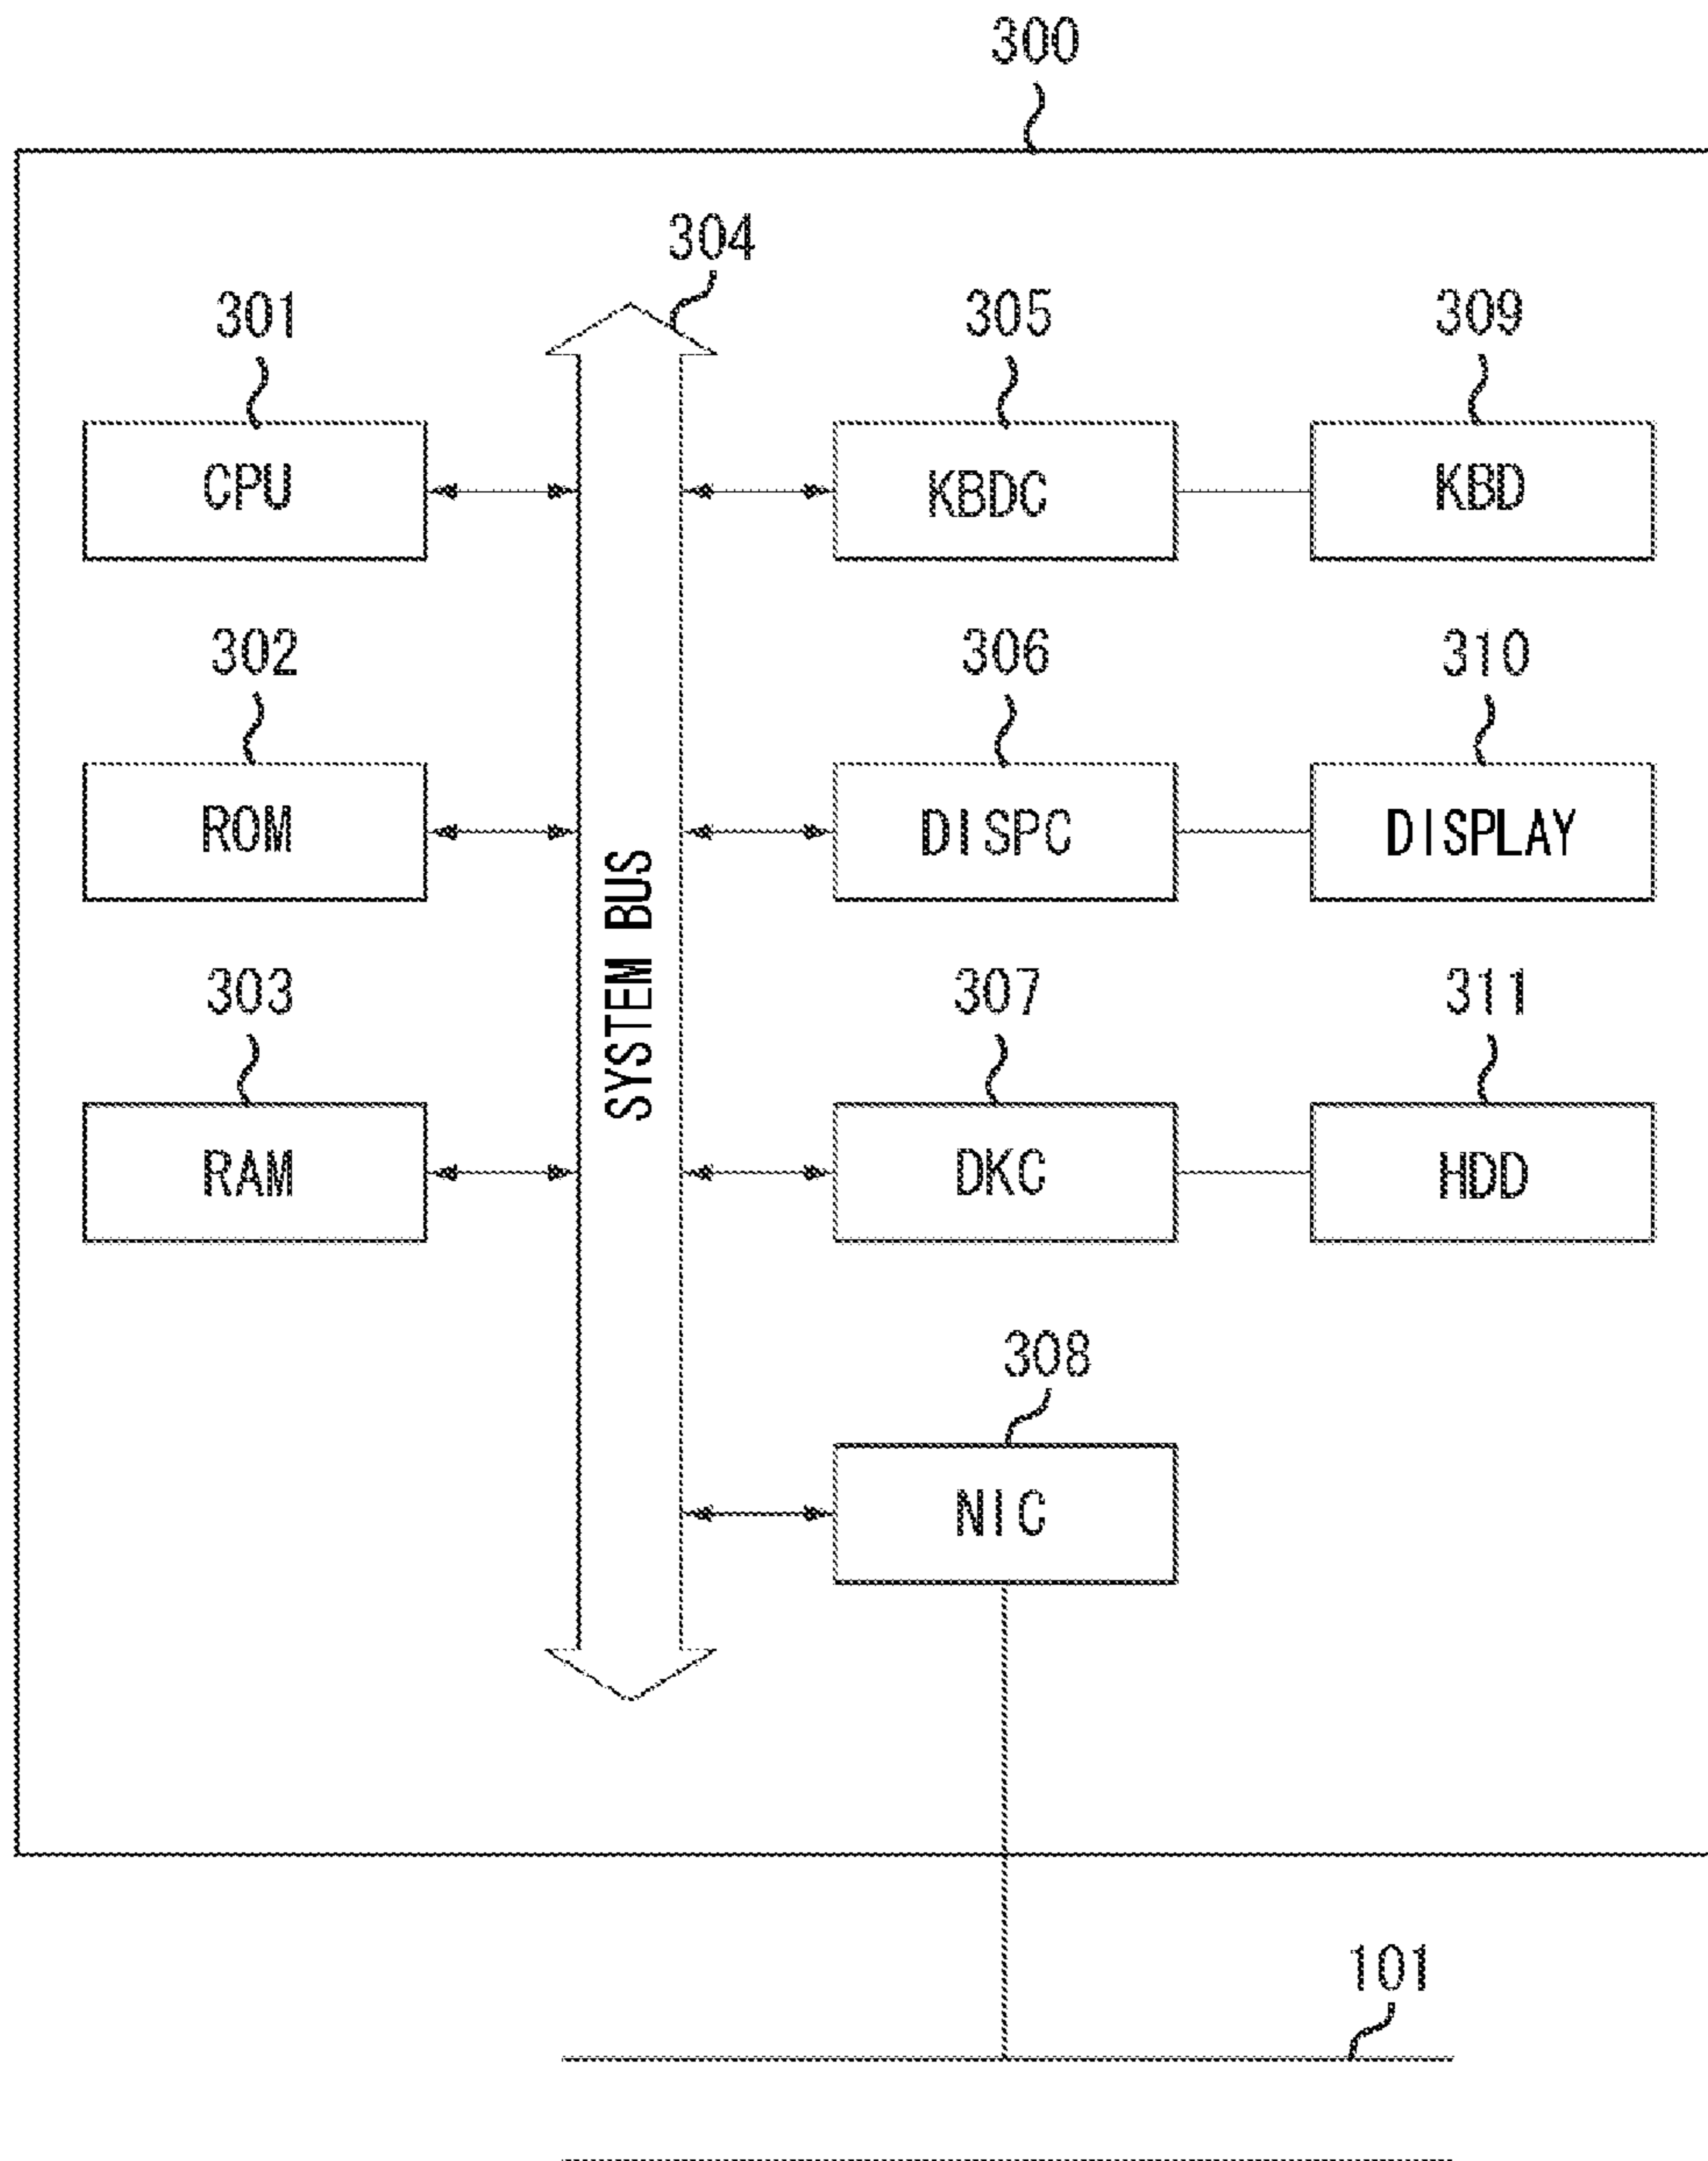 300
304
301
305
309
CPU
KBDC
KBD
302
306
310
ROM
DISPC
DISPLAY
SYSTEM BUS
303
307
311
RAM
DKC
HDD
308
NIC
101